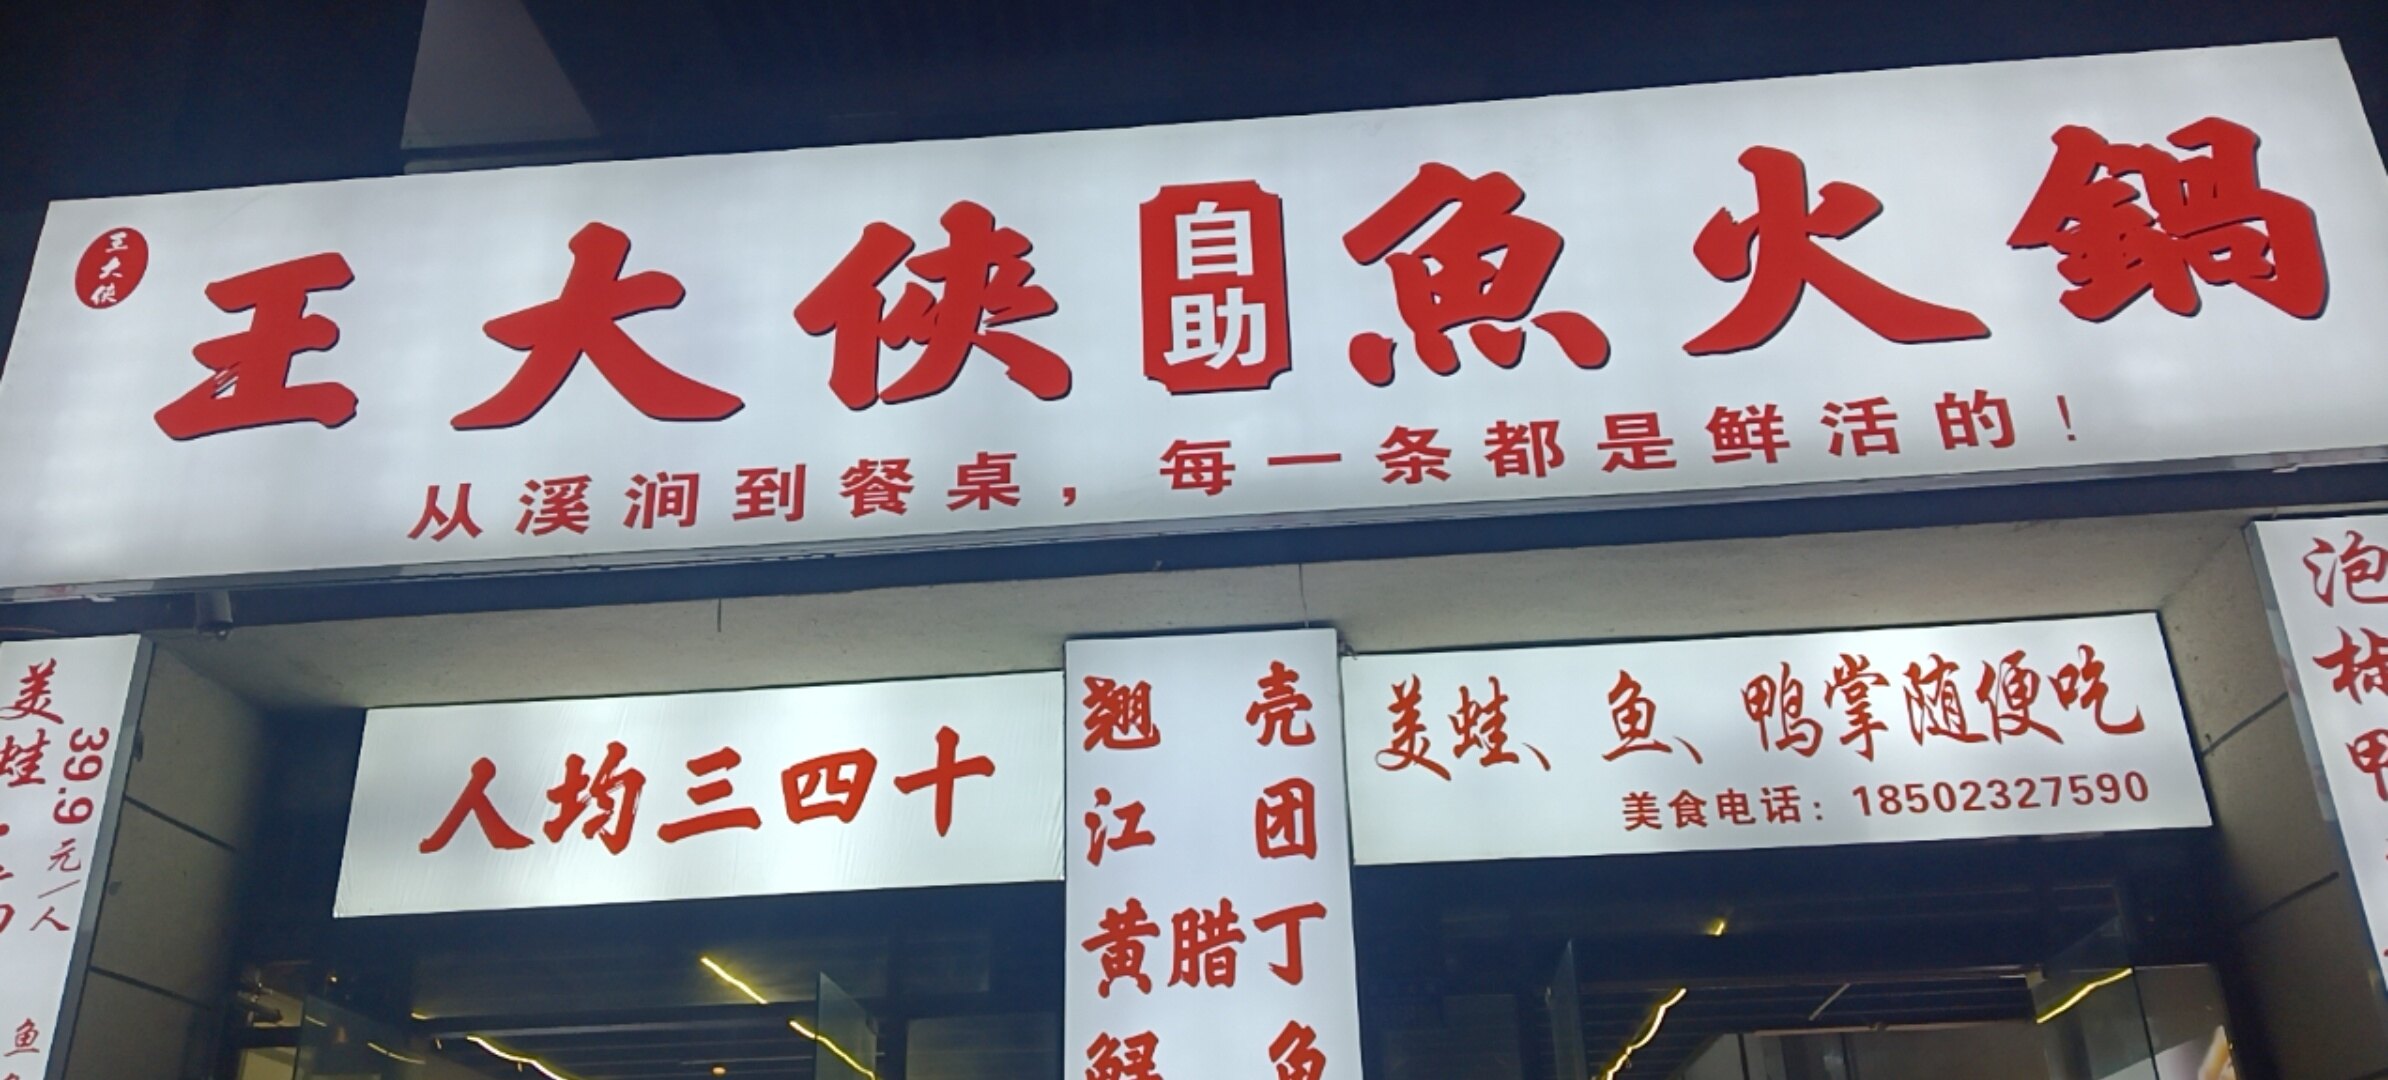 王大侠
王大侠 自助 魚火鍋
从溪涧到餐桌，每一条都是鲜活的！
美蛙
39.9元/人
鱼
人均三四十
翘 壳
江 团
黄腊丁
美蛙、鱼、鸭掌随便吃
美食电话：18502327590
泡